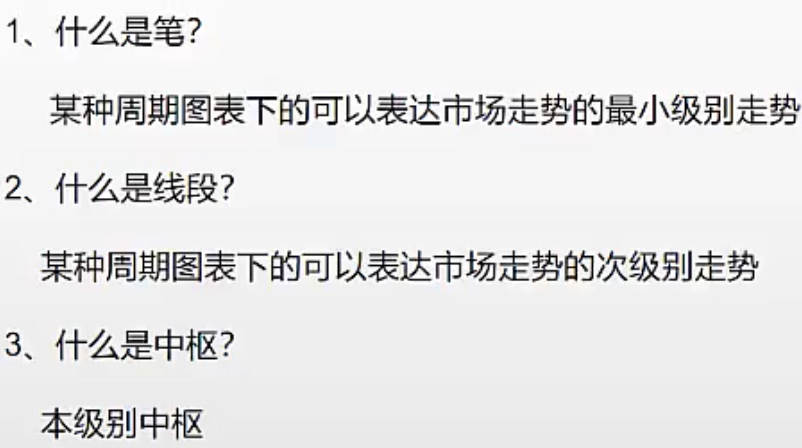 1、什么是笔？
某种周期图表下的可以表达市场走势的最小级别走势
2、什么是线段？
某种周期图表下的可以表达市场走势的次级别走势
3、什么是中枢？
本级别中枢